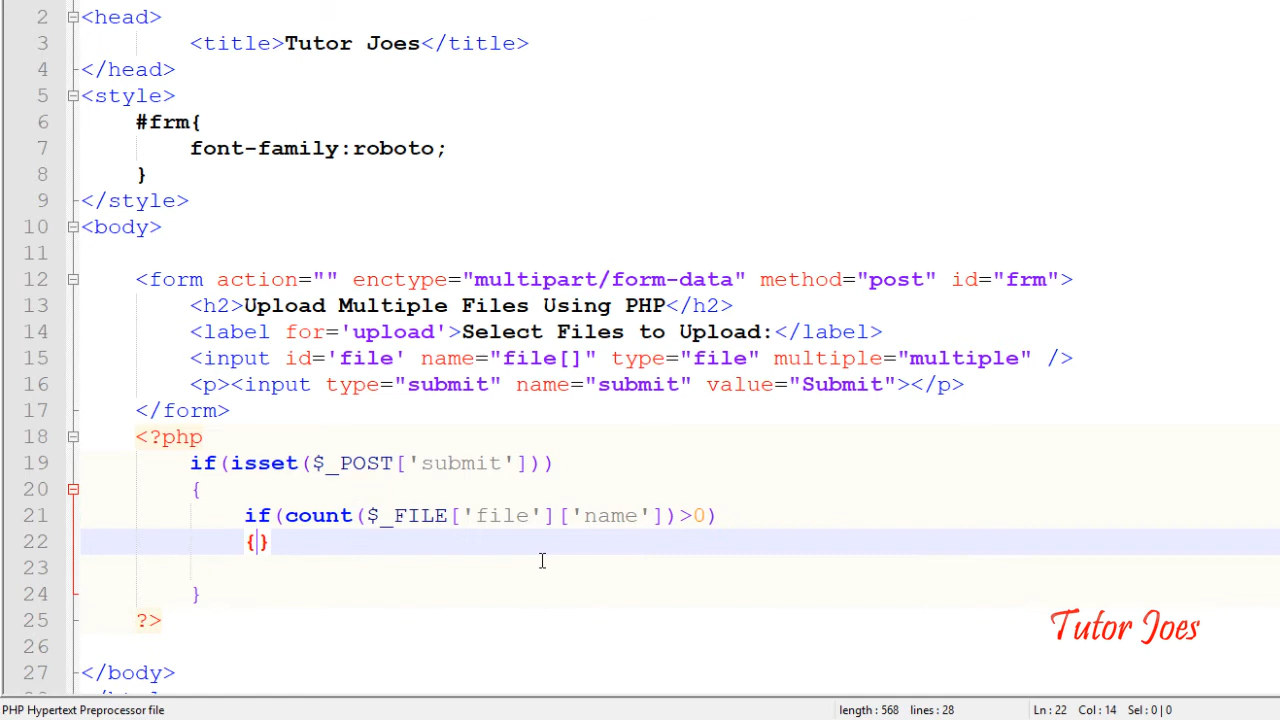 2 <head>
3 <title>Tutor Joes</title>
4 </head>
5 <style>
6 #frm{
7 font-family:roboto;
8 }
9 </style>
10 <body>
11
12 <form action="" enctype="multipart/form-data" method="post" id="frm">
13 <h2>Upload Multiple Files Using PHP</h2>
14 <label for='upload'>Select Files to Upload:</label>
15 <input id='file' name="file[]" type="file" multiple="multiple" />
16 <p><input type="submit" name="submit" value="Submit"></p>
17 </form>
18 <?php
19 if(isset($_POST['submit']))
20 {
21 if(count($_FILE['file']['name'])>0)
22 {}
23
24 }
25 ?>
Tutor Joes
26
27 </body>
PHP Hypertext Preprocessor file length : 568 lines : 28 Ln : 22 Col : 14 Sel : 0 | 0